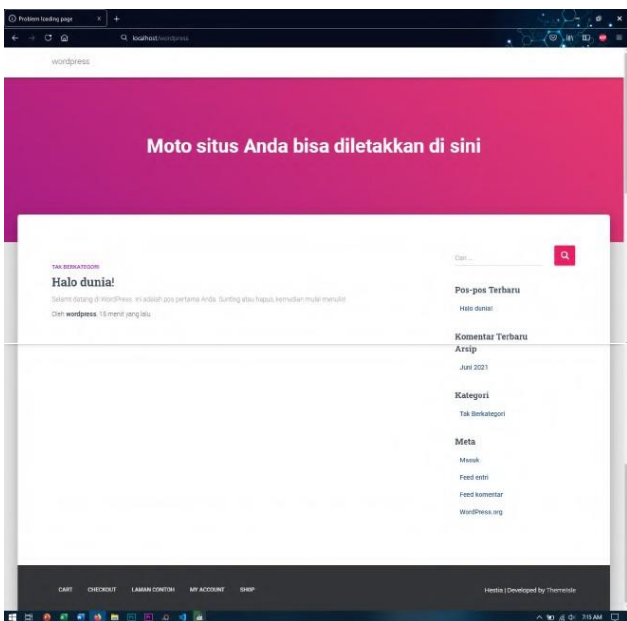 Problem loading page
localhost/wordpress
wordpress
Moto situs Anda bisa diletakkan di sini
TAK BERKATEGORI
Halo dunia!
Selamt datang di WordPress. Ini adalah pos pertama Anda. Sunting atau hapus, kemudian mulai menulis!
Oleh wordpress, 15 menit yang lalu
Cari …
Pos-pos Terbaru
Halo dunia!
Komentar Terbaru
Arsip
Juni 2021
Kategori
Tak Berkategori
Meta
Masuk
Feed entri
Feed komentar
WordPress.org
CART CHECKOUT LAMAN CONTOH MY ACCOUNT SHOP
Hestia | Developed by ThemeIsle
7:15 AM